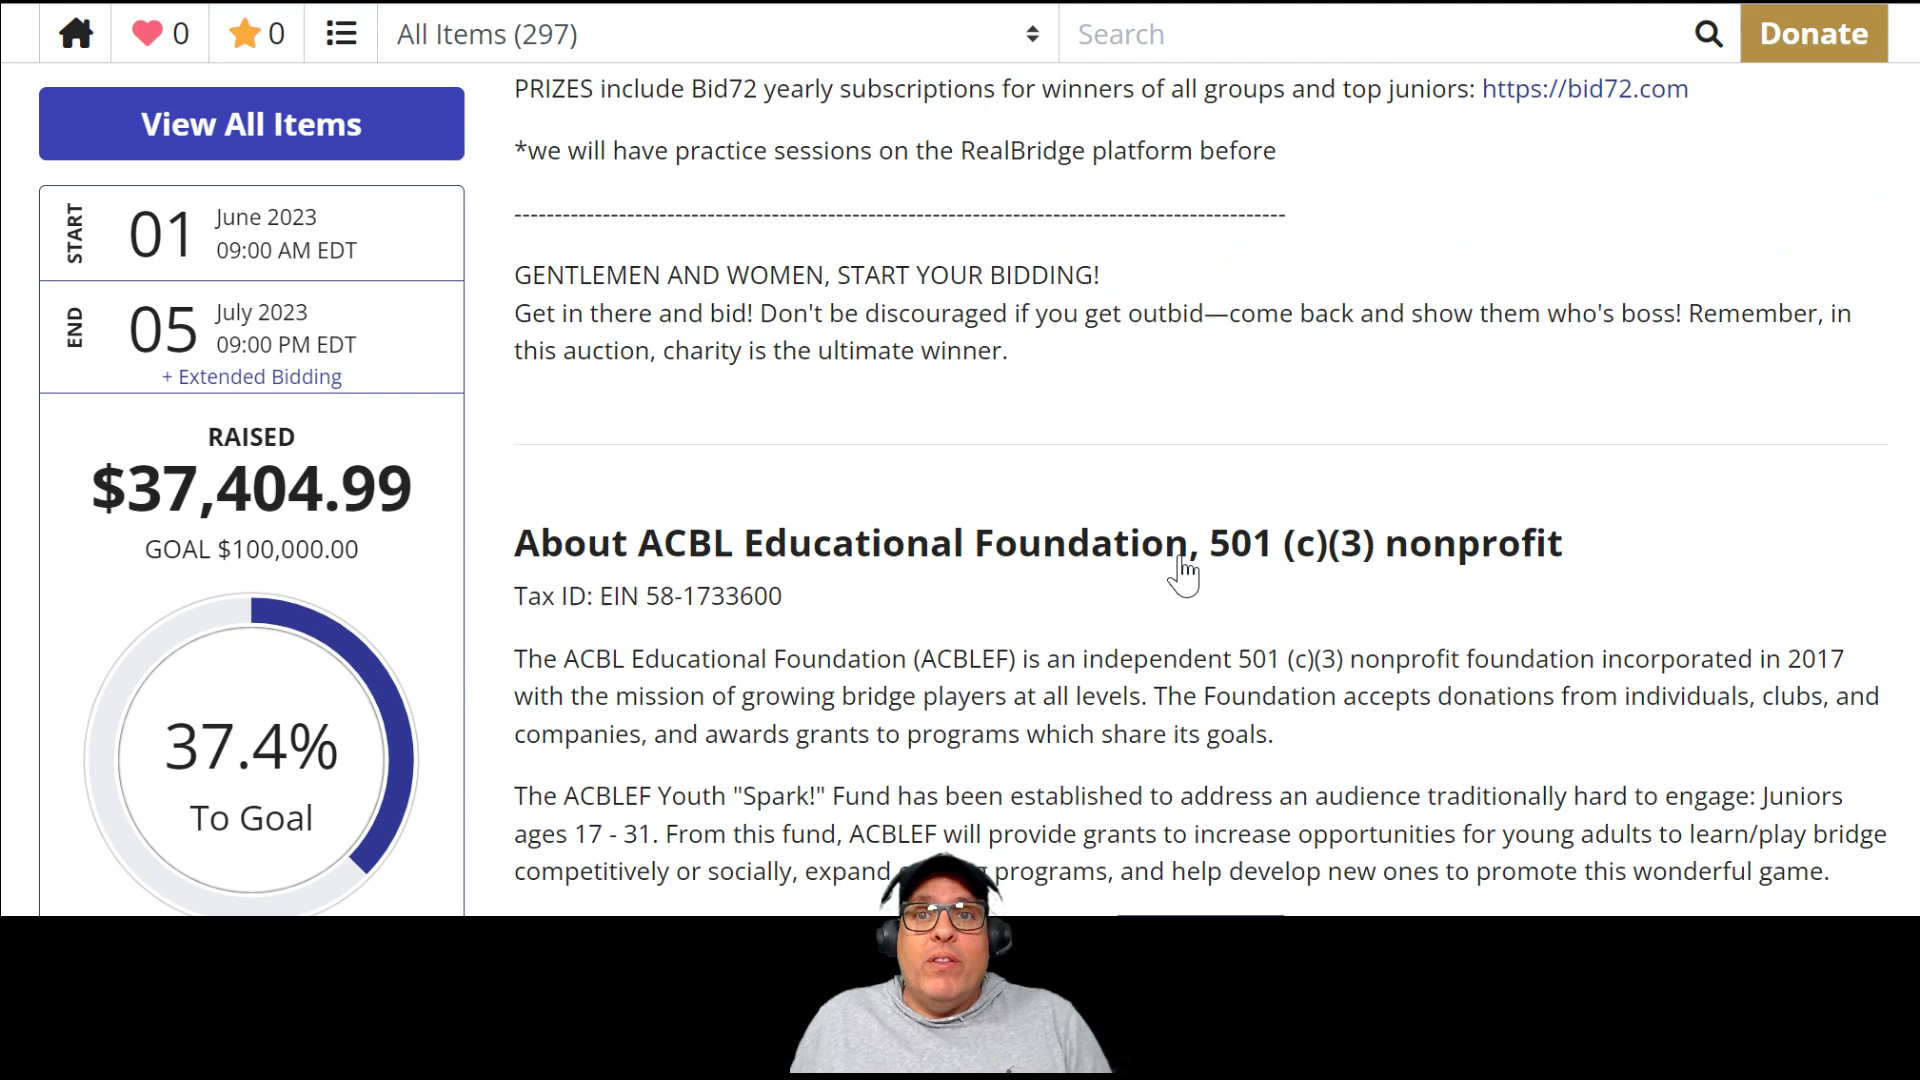 0
0
All Items (297)
Search
Donate
View All Items
START
01
June 2023
09:00 AM EDT
END
05
July 2023
09:00 PM EDT
+ Extended Bidding
RAISED
$37,404.99
GOAL $100,000.00
37.4%
To Goal
PRIZES include Bid72 yearly subscriptions for winners of all groups and top juniors: https://bid72.com
*we will have practice sessions on the RealBridge platform before
--------------------------------------------------------------------------------------------------
GENTLEMEN AND WOMEN, START YOUR BIDDING!
Get in there and bid! Don't be discouraged if you get outbid—come back and show them who's boss! Remember, in
this auction, charity is the ultimate winner.
About ACBL Educational Foundation, 501 (c)(3) nonprofit
Tax ID: EIN 58-1733600
The ACBL Educational Foundation (ACBLEF) is an independent 501 (c)(3) nonprofit foundation incorporated in 2017
with the mission of growing bridge players at all levels. The Foundation accepts donations from individuals, clubs, and
companies, and awards grants to programs which share its goals.
The ACBLEF Youth "Spark!" Fund has been established to address an audience traditionally hard to engage: Juniors
ages 17 - 31. From this fund, ACBLEF will provide grants to increase opportunities for young adults to learn/play bridge
competitively or socially, expand programs, and help develop new ones to promote this wonderful game.